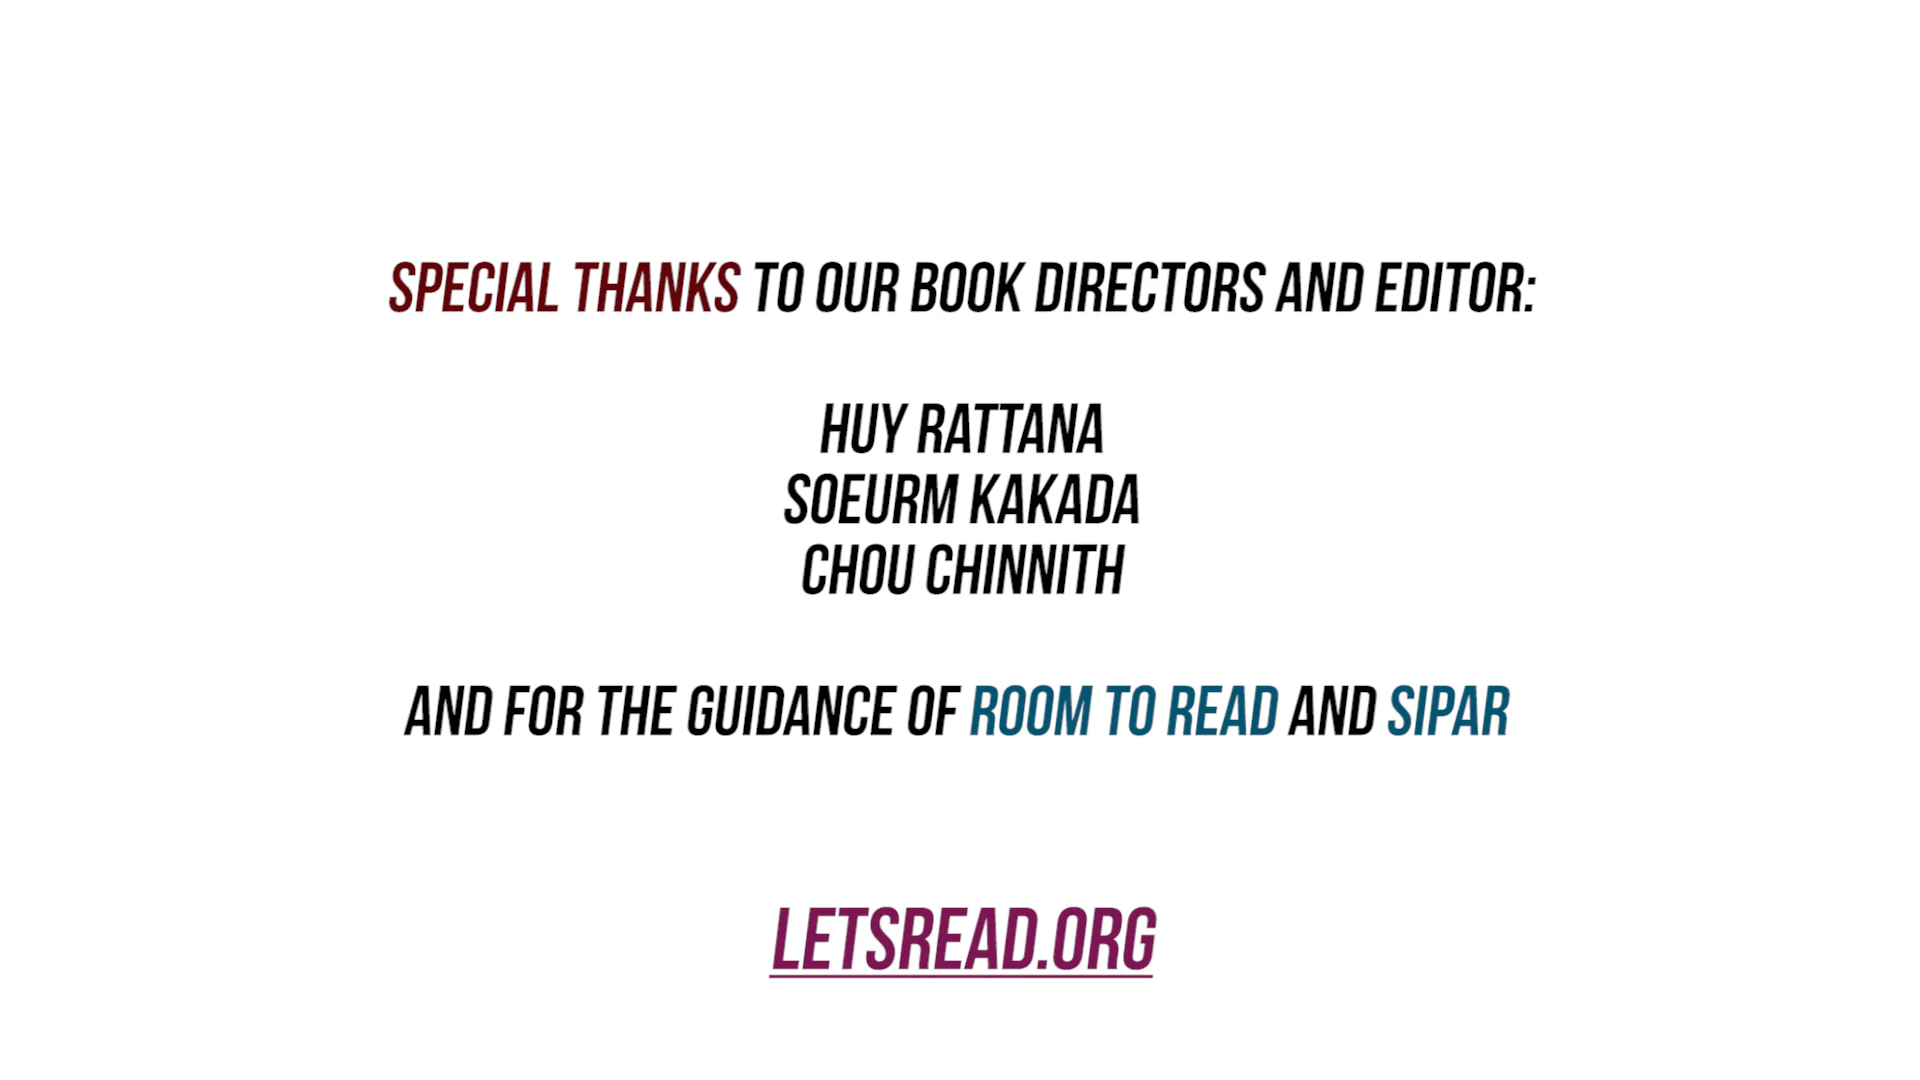 SPECIAL THANKS TO OUR BOOK DIRECTORS AND EDITOR:
HUY RATTANA
SOEURM KAKADA
CHOU CHINNITH
AND FOR THE GUIDANCE OF ROOM TO READ AND SIPAR
LETSREAD.ORG